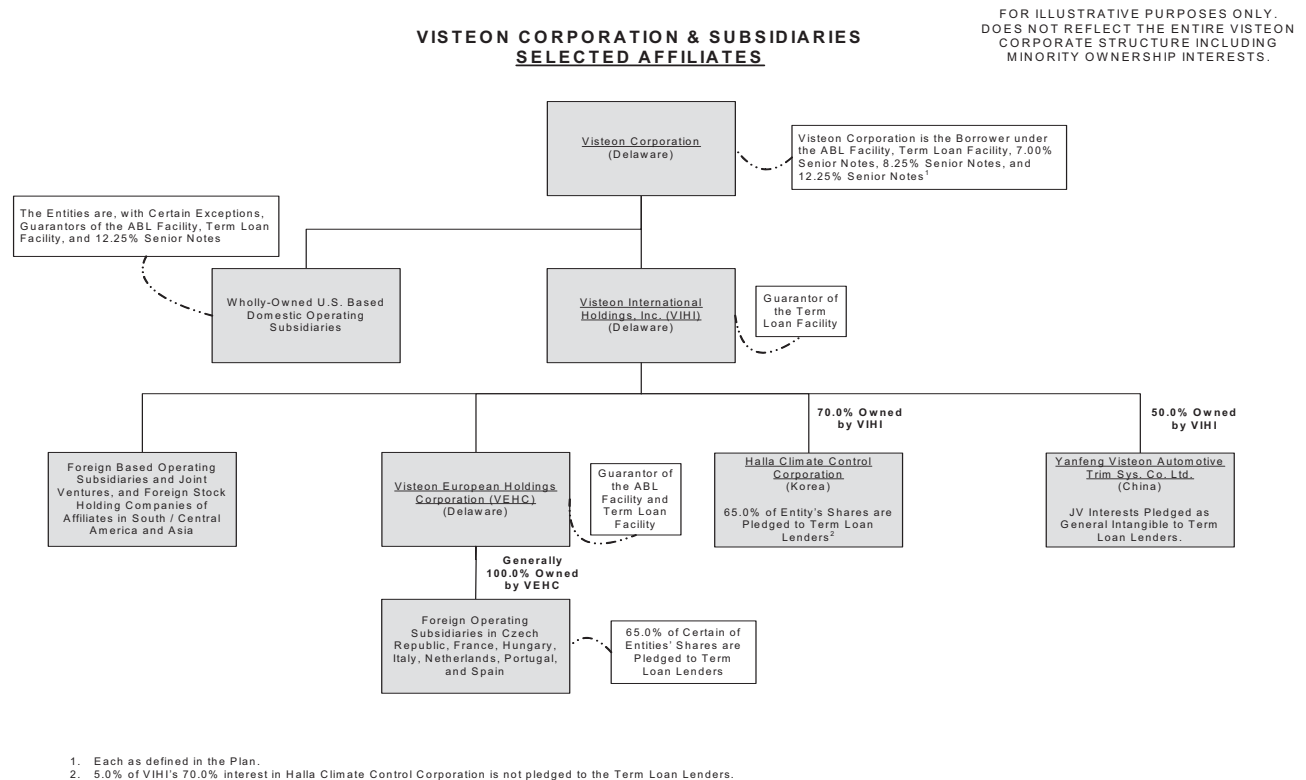 FOR ILLUSTRATIVE PURPOSES ONLY.
DOES NOT REFLECT THE ENTIRE VISTEON
CORPORATE STRUCTURE INCLUDING
MINORITY OWNERSHIP INTERESTS.
VISTEON CORPORATION & SUBSIDIARIES
SELECTED AFFILIATES
Visteon Corporation
(Delaware)
Visteon Corporation is the Borrower under
the ABL Facility, Term Loan Facility, 7.00%
Senior Notes, 8.25% Senior Notes, and
12.25% Senior Notes1
The Entities are, with Certain Exceptions,
Guarantors of the ABL Facility, Term Loan
Facility, and 12.25% Senior Notes
Wholly-Owned U.S. Based
Domestic Operating
Subsidiaries
Visteon International
Holdings, Inc. (VIHI)
(Delaware)
Guarantor of
the Term
Loan Facility
70.0% Owned
by VIHI
50.0% Owned
by VIHI
Foreign Based Operating
Subsidiaries and Joint
Ventures, and Foreign Stock
Holding Companies of
Affiliates in South / Central
America and Asia
Visteon European Holdings
Corporation (VEHC)
(Delaware)
Guarantor of
the ABL
Facility and
Term Loan
Facility
Halla Climate Control
Corporation
(Korea)
65.0% of Entity's Shares are
Pledged to Term Loan
Lenders2
Yanfeng Visteon Automotive
Trim Sys. Co. Ltd.
(China)
JV Interests Pledged as
General Intangible to Term
Loan Lenders.
Generally
100.0% Owned
by VEHC
Foreign Operating
Subsidiaries in Czech
Republic, France, Hungary,
Italy, Netherlands, Portugal,
and Spain
65.0% of Certain of
Entities' Shares are
Pledged to Term
Loan Lenders
1. Each as defined in the Plan.
2. 5.0% of VIHI's 70.0% interest in Halla Climate Control Corporation is not pledged to the Term Loan Lenders.